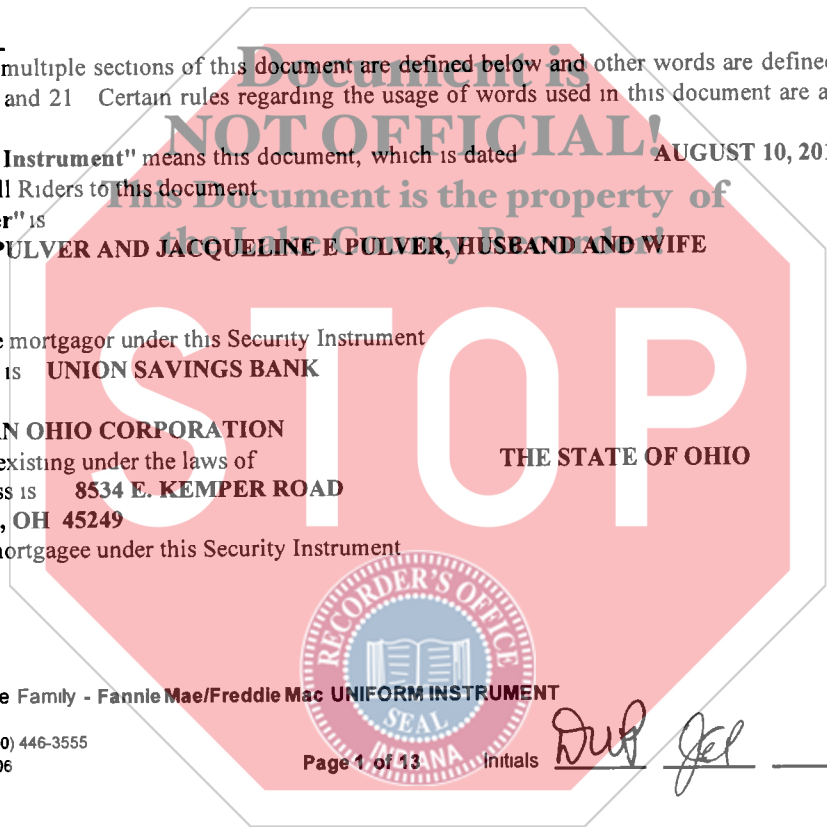 multiple sections of this document are defined below and other words are defined
and 21 Certain rules regarding the usage of words used in this document are a
Instrument" means this document, which is dated AUGUST 10, 201
ll Riders to this document
er" is
PULVER AND JACQUELINE E PULVER, HUSBAND AND WIFE
e mortgagor under this Security Instrument
is UNION SAVINGS BANK
N OHIO CORPORATION
existing under the laws of THE STATE OF OHIO
ss is 8534 E. KEMPER ROAD
, OH 45249
mortgagee under this Security Instrument
e Family - Fannie Mae/Freddie Mac UNIFORM INSTRUMENT
0) 446-3555
06
Page 1 of 13 Initials DWP JEP
Document is
NOT OFFICIAL!
This Document is the property of
the Lake County Recorder!
STOP
RECORDER'S OFFICE
SEAL
INDIANA